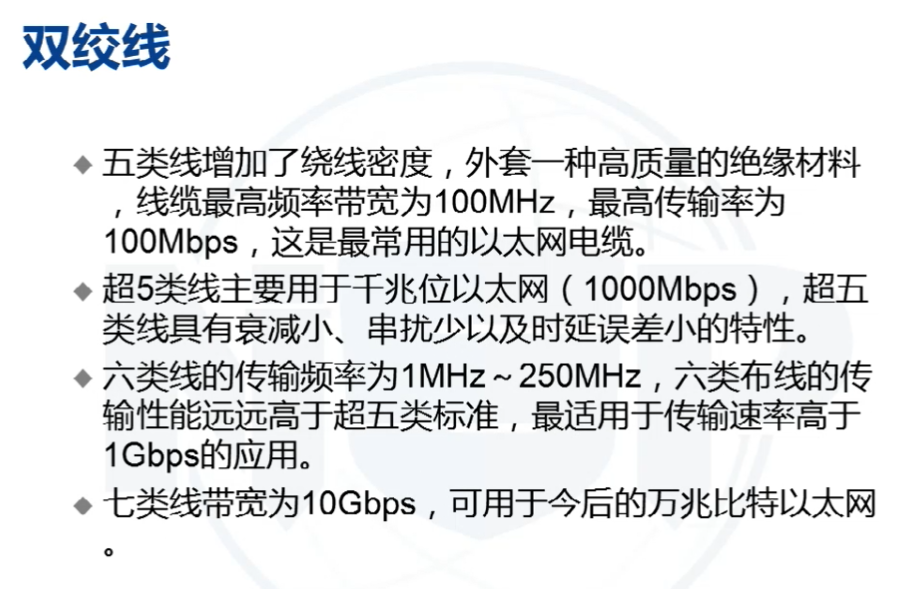 双绞线
◆ 五类线增加了绕线密度，外套一种高质量的绝缘材料
，线缆最高频率带宽为100MHz，最高传输率为
100Mbps，这是最常用的以太网电缆。
◆ 超5类线主要用于千兆位以太网（1000Mbps），超五
类线具有衰减小、串扰少以及时延误差小的特性。
◆ 六类线的传输频率为1MHz～250MHz，六类布线的传
输性能远远高于超五类标准，最适用于传输速率高于
1Gbps的应用。
◆ 七类线带宽为10Gbps，可用于今后的万兆比特以太网
。